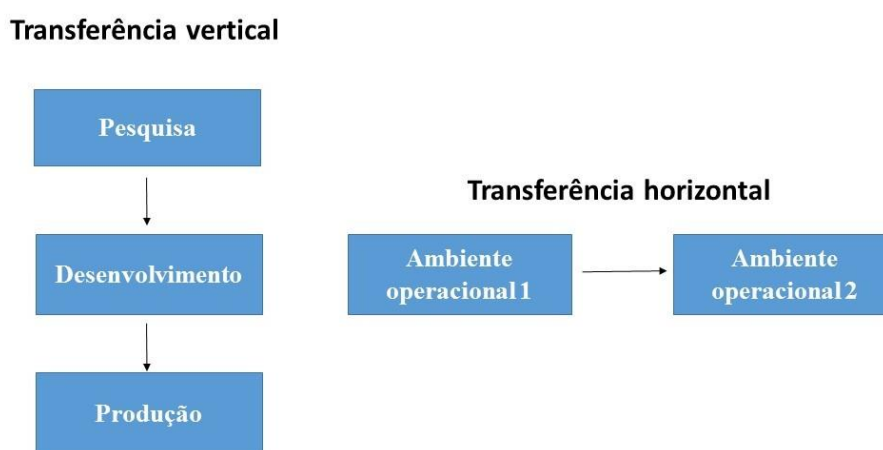 Transferência vertical
Pesquisa
Desenvolvimento
Produção
Transferência horizontal
Ambiente
operacional 1
Ambiente
operacional 2